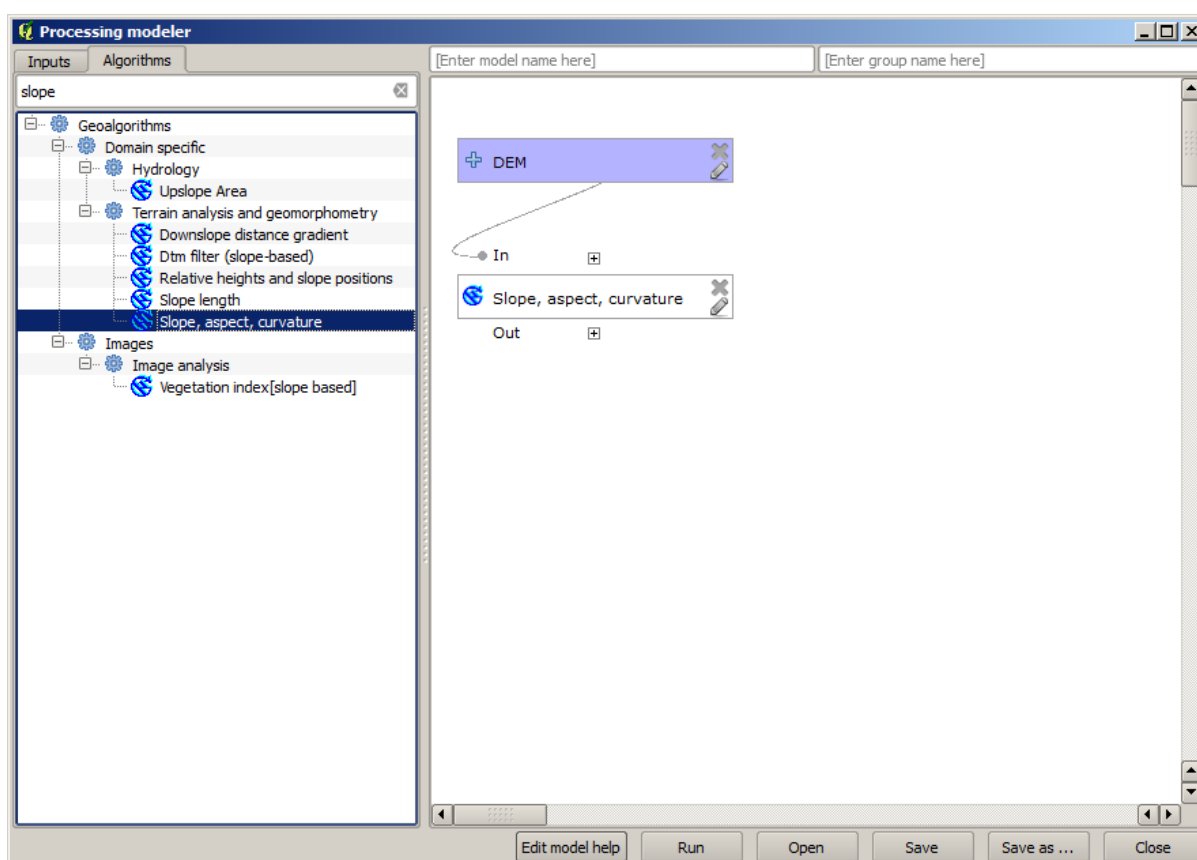 Processing modeler
Inputs Algorithms
[Enter model name here] [Enter group name here]
slope
Geoalgorithms
Domain specific
Hydrology
Upslope Area
Terrain analysis and geomorphometry
Downslope distance gradient
Dtm filter (slope-based)
Relative heights and slope positions
Slope length
Slope, aspect, curvature
Images
Image analysis
Vegetation index[slope based]
DEM
In
Slope, aspect, curvature
Out
Edit model help Run Open Save Save as ... Close